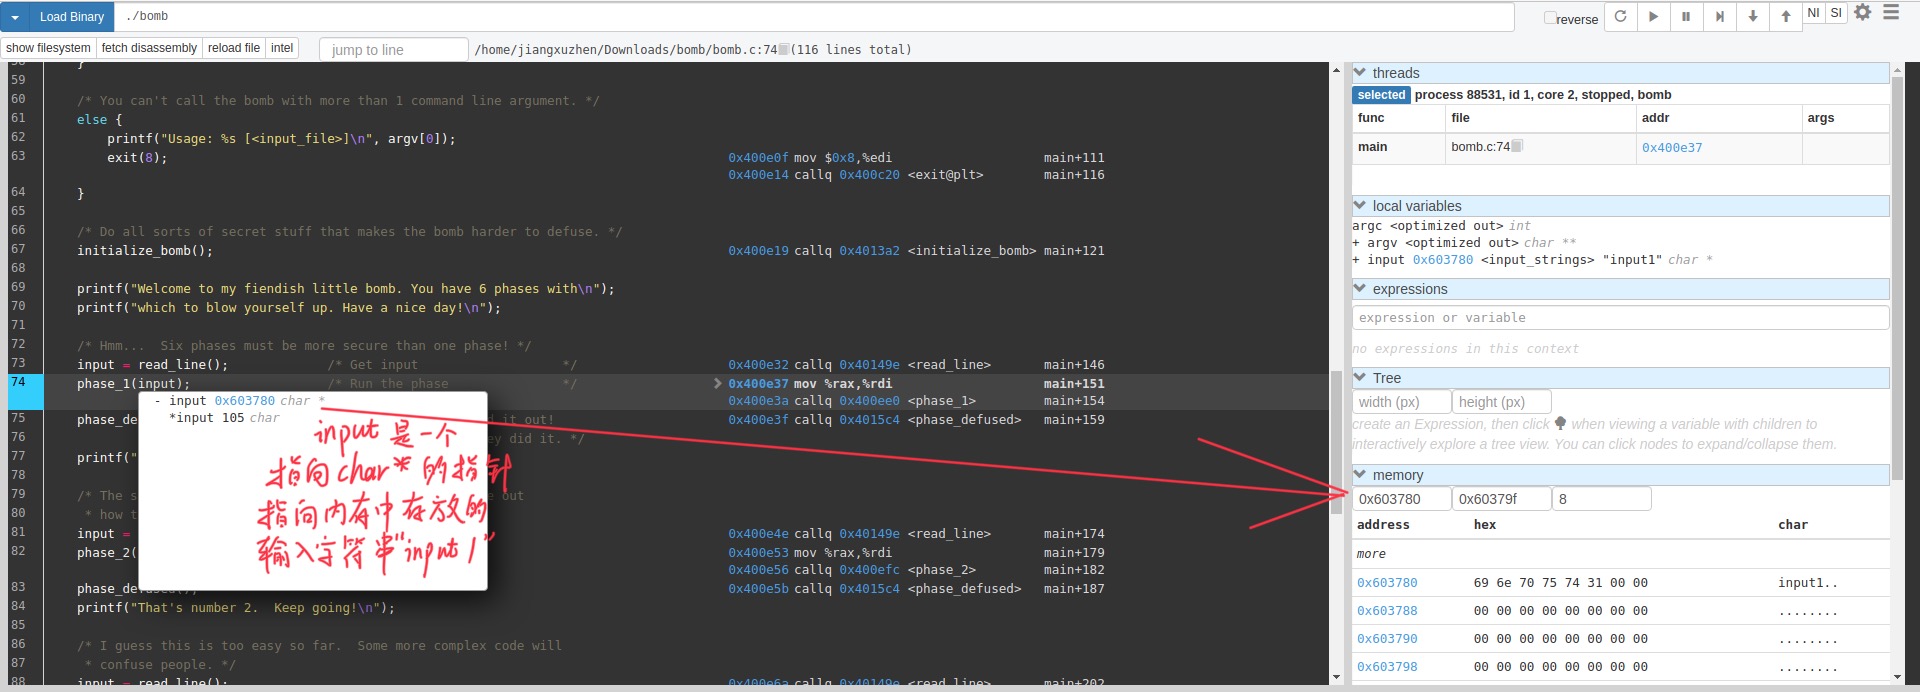 Load Binary ./bomb reverse NI SI
show filesystem fetch disassembly reload file intel jump to line /home/jiangxuzhen/Downloads/bomb/bomb.c:74 (116 lines total)
}
59
60 /* You can't call the bomb with more than 1 command line argument. */
61 else {
62 printf("Usage: %s [<input_file>]\n", argv[0]);
63 exit(8); 0x400e0f mov $0x8,%edi main+111
0x400e14 callq 0x400c20 <exit@plt> main+116
64 }
65
66 /* Do all sorts of secret stuff that makes the bomb harder to defuse. */
67 initialize_bomb(); 0x400e19 callq 0x4013a2 <initialize_bomb> main+121
68
69 printf("Welcome to my fiendish little bomb. You have 6 phases with\n");
70 printf("which to blow yourself up. Have a nice day!\n");
71
72 /* Hmm... Six phases must be more secure than one phase! */
73 input = read_line(); /* Get input */ 0x400e32 callq 0x40149e <read_line> main+146
74 phase_1(input); /* Run the phase */ 0x400e37 mov %rax,%rdi main+151
0x400e3a callq 0x400ee0 <phase_1> main+154
75 phase_de it out! 0x400e3f callq 0x4015c4 <phase_defused> main+159
76 ey did it. */
77 printf("
78
79 /* The s e out
80 * how t
81 input = 0x400e4e callq 0x40149e <read_line> main+174
82 phase_2( 0x400e53 mov %rax,%rdi main+179
0x400e56 callq 0x400efc <phase_2> main+182
83 phase_defused(); 0x400e5b callq 0x4015c4 <phase_defused> main+187
84 printf("That's number 2.  Keep going!\n");
85
86 /* I guess this is too easy so far.  Some more complex code will
87 * confuse people. */
88 input = read_line(); 0x400e6a callq 0x40149e <read_line> main+202
- input 0x603780 char *
*input 105 char
input 是一个
指向 char* 的指针
指向内存中存放的
输入字符串"input1"
threads
selected process 88531, id 1, core 2, stopped, bomb
func file addr args
main bomb.c:74 0x400e37
local variables
argc <optimized out> int
+ argv <optimized out> char **
+ input 0x603780 <input_strings> "input1" char *
expressions
expression or variable
no expressions in this context
Tree
width (px) height (px)
create an Expression, then click when viewing a variable with children to
interactively explore a tree view. You can click nodes to expand/collapse them.
memory
0x603780 0x60379f 8
address hex char
more
0x603780 69 6e 70 75 74 31 00 00 input1..
0x603788 00 00 00 00 00 00 00 00 ........
0x603790 00 00 00 00 00 00 00 00 ........
0x603798 00 00 00 00 00 00 00 00 ........